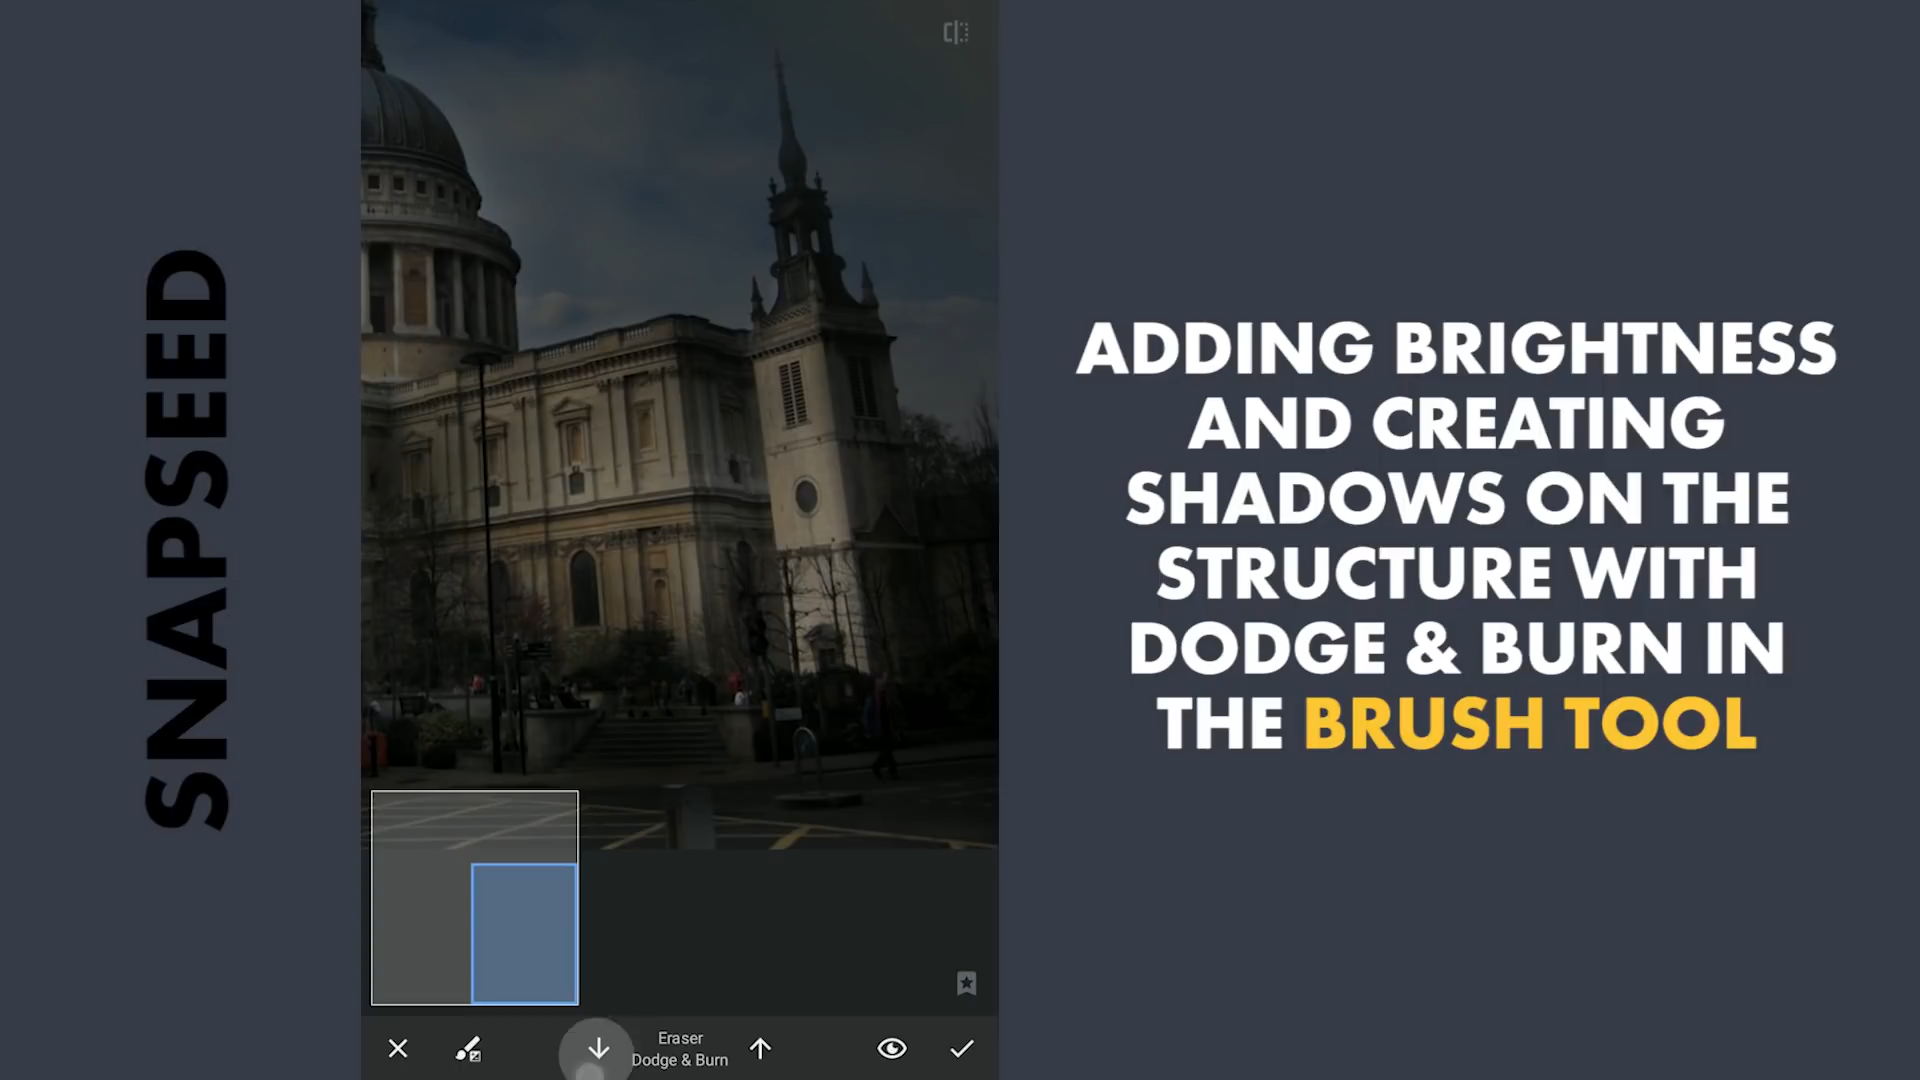 SNAPSEED
ADDING BRIGHTNESS
AND CREATING
SHADOWS ON THE
STRUCTURE WITH
DODGE & BURN IN
THE BRUSH TOOL
Eraser
Dodge & Burn